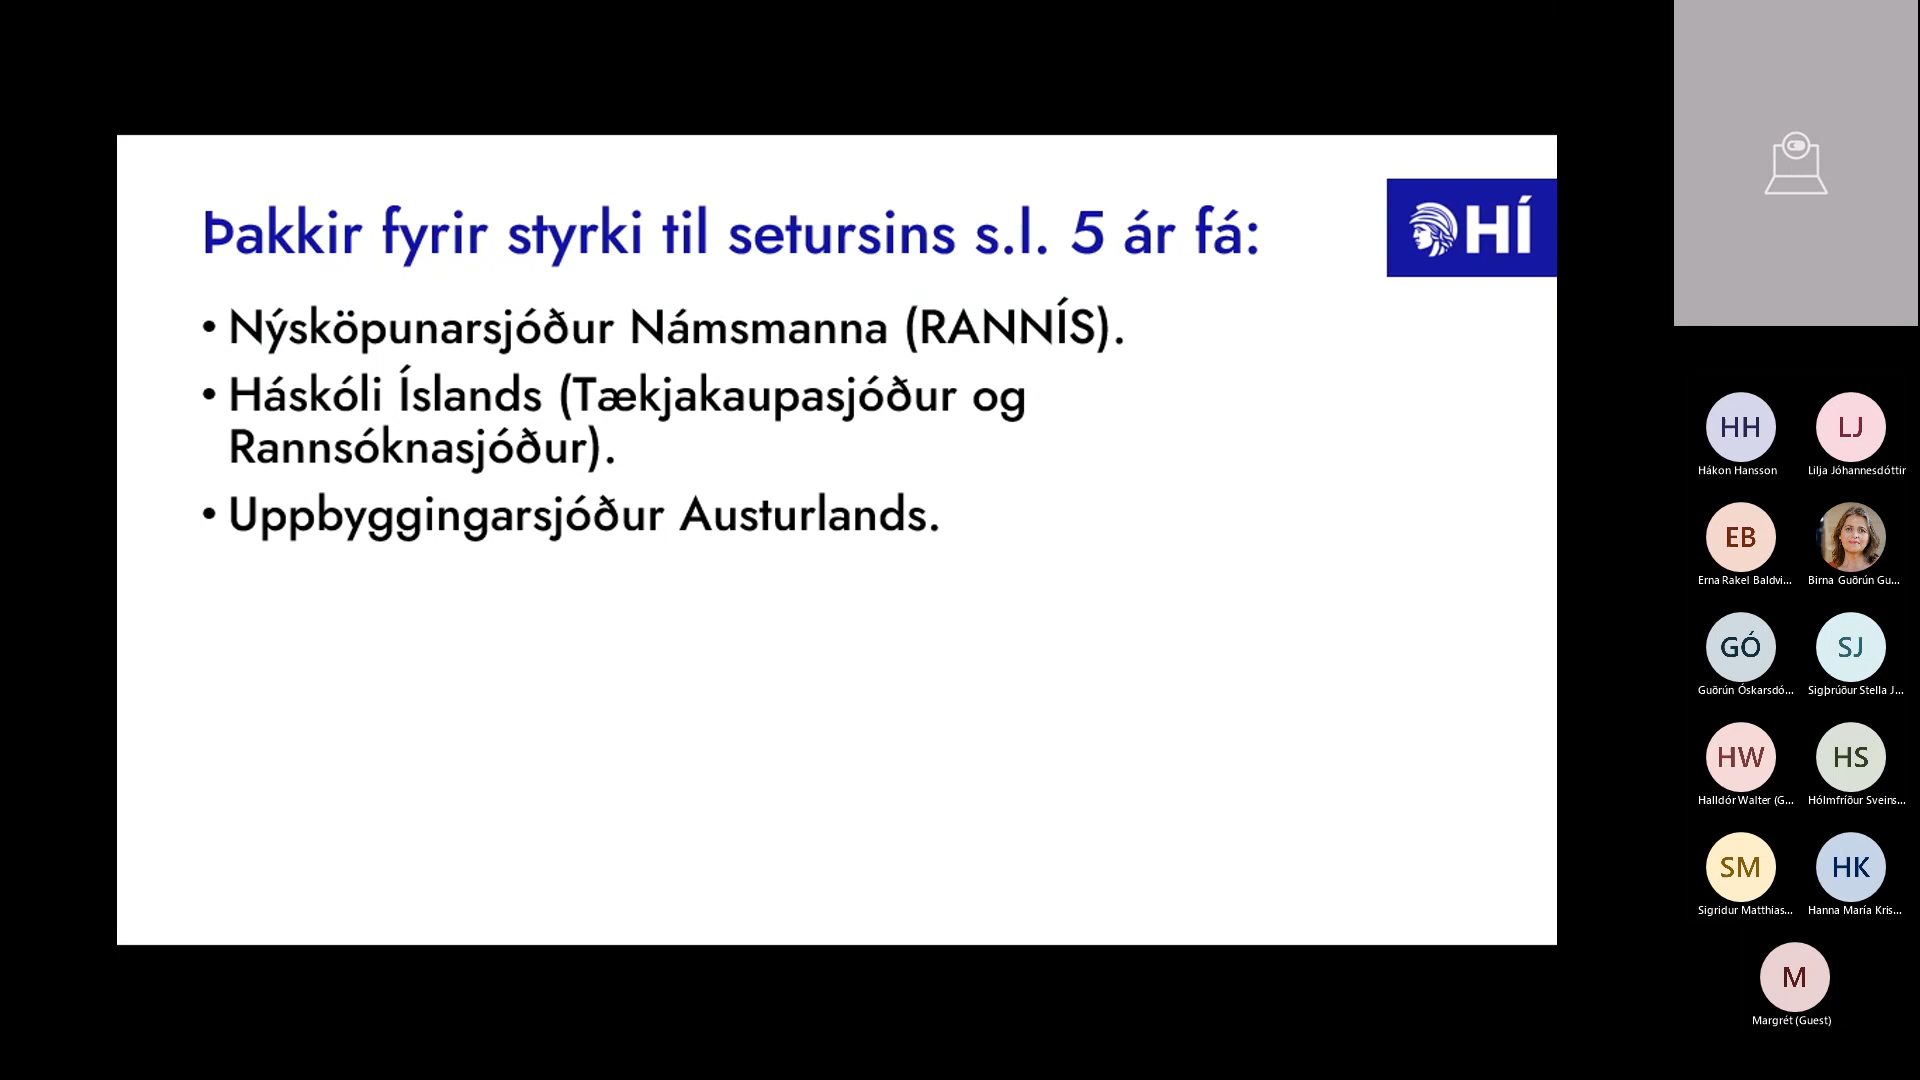 Þakkir fyrir styrki til setursins s.l. 5 ár fá:
HÍ
• Nýsköpunarsjóður Námsmanna (RANNÍS).
• Háskóli Íslands (Tækjakaupasjóður og
Rannsóknasjóður).
• Uppbyggingarsjóður Austurlands.
HH
LJ
Hákon Hansson
Lilja Jóhannesdóttir
EB
Erna Rakel Baldvi...
Birna Guðrún Gu...
GÓ
SJ
Guðrún Óskarsdó...
Sigþrúður Stella J...
HW
HS
Halldór Walter (G...
Hólmfríður Sveins...
SM
HK
Sigridur Matthias...
Hanna María Kris...
M
Margrét (Guest)